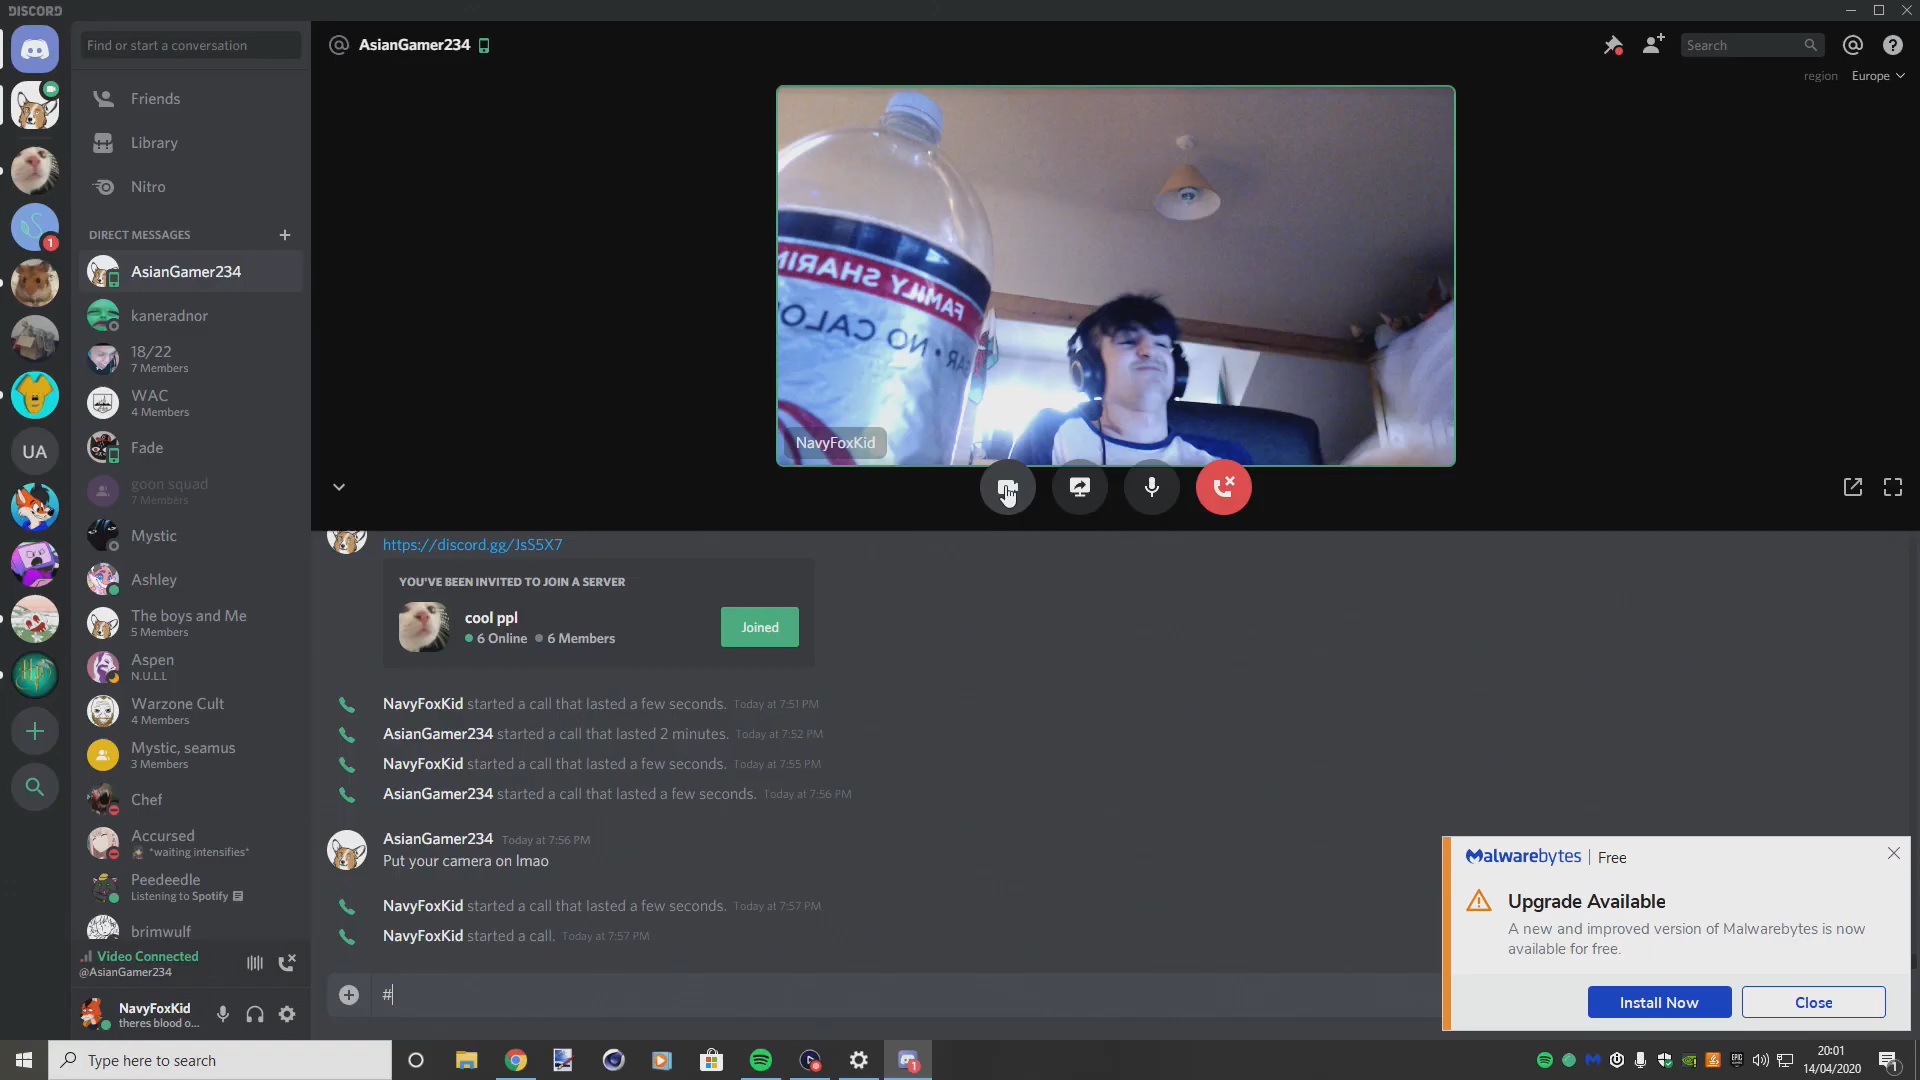 DISCORD
Find or start a conversation
AsianGamer234
Search
region Europe
Friends
Library
Nitro
DIRECT MESSAGES
AsianGamer234
kaneradnor
18/22
7 Members
WAC
4 Members
Fade
goon squad
7 Members
Mystic
Ashley
The boys and Me
5 Members
Aspen
N.U.L.L
Warzone Cult
4 Members
Mystic, seamus
3 Members
Chef
Accursed
*waiting intensifies*
Peedeedle
Listening to Spotify
brimwulf
Video Connected
@AsianGamer234
NavyFoxKid
theres blood o...
1
UA
FAMILY SHARIN
NO CALO
NavyFoxKid
https://discord.gg/JsS5X7
YOU'VE BEEN INVITED TO JOIN A SERVER
cool ppl
6 Online 6 Members
Joined
NavyFoxKid started a call that lasted a few seconds. Today at 7:51 PM
AsianGamer234 started a call that lasted 2 minutes. Today at 7:52 PM
NavyFoxKid started a call that lasted a few seconds. Today at 7:55 PM
AsianGamer234 started a call that lasted a few seconds. Today at 7:56 PM
AsianGamer234 Today at 7:56 PM
Put your camera on lmao
NavyFoxKid started a call that lasted a few seconds. Today at 7:57 PM
NavyFoxKid started a call. Today at 7:57 PM
#
Malwarebytes | Free
Upgrade Available
A new and improved version of Malwarebytes is now
available for free.
Install Now
Close
Type here to search
1
20:01
14/04/2020
1